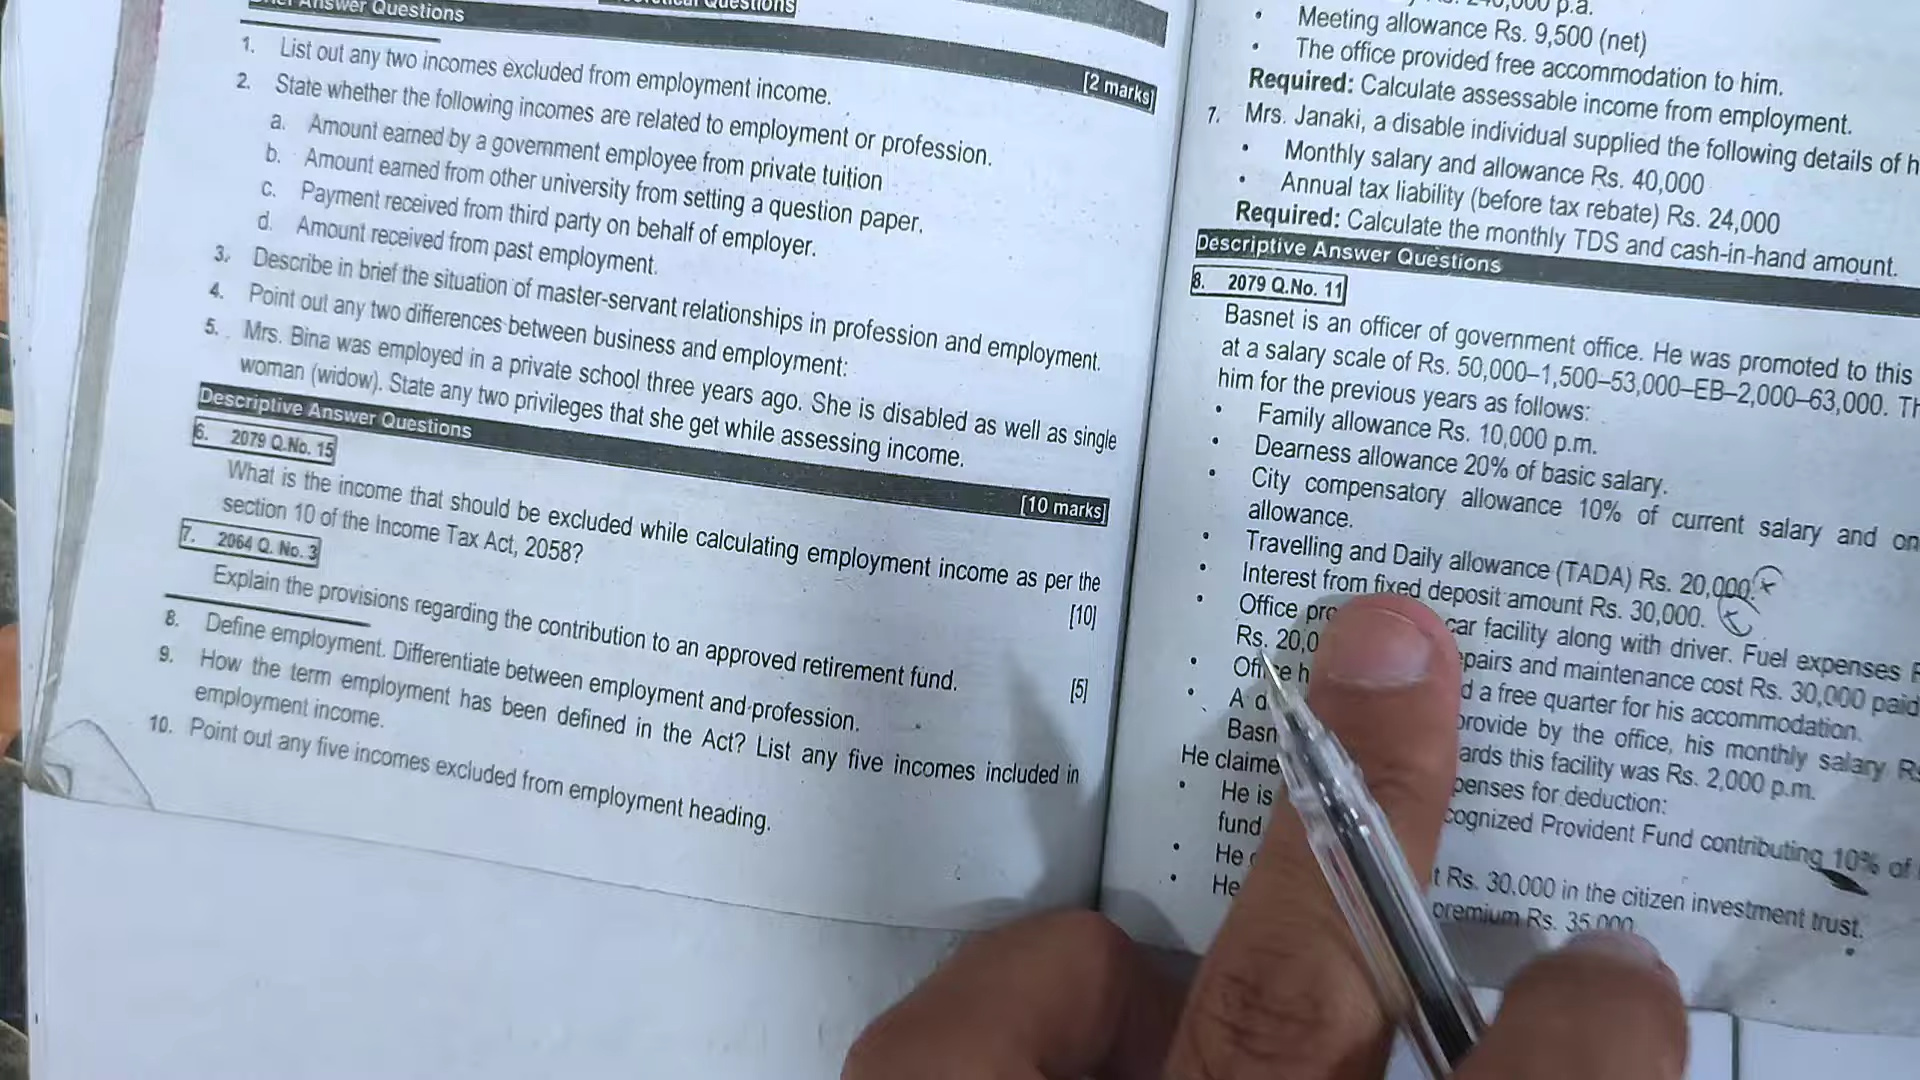 Answer Questions
Questions
[2 marks]
1. List out any two incomes excluded from employment income.
2. State whether the following incomes are related to employment or profession.
a. Amount earned by a government employee from private tuition
b. Amount earned from other university from setting a question paper.
c. Payment received from third party on behalf of employer.
d. Amount received from past employment.
3. Describe in brief the situation of master-servant relationships in profession and employment.
4. Point out any two differences between business and employment:
5. Mrs. Bina was employed in a private school three years ago. She is disabled as well as single
woman (widow). State any two privileges that she get while assessing income.
Descriptive Answer Questions
[10 marks]
6. 2079 Q.No. 15
What is the income that should be excluded while calculating employment income as per the
section 10 of the Income Tax Act, 2058?
[10]
7. 2064 Q. No. 3
Explain the provisions regarding the contribution to an approved retirement fund.
[5]
8. Define employment. Differentiate between employment and profession.
9. How the term employment has been defined in the Act? List any five incomes included in
employment income.
10. Point out any five incomes excluded from employment heading.
p.a.
• Meeting allowance Rs. 9,500 (net)
• The office provided free accommodation to him.
Required: Calculate assessable income from employment.
7. Mrs. Janaki, a disable individual supplied the following details of
• Monthly salary and allowance Rs. 40,000
• Annual tax liability (before tax rebate) Rs. 24,000
Required: Calculate the monthly TDS and cash-in-hand amount.
Descriptive Answer Questions
8. 2079 Q.No. 11
Basnet is an officer of government office. He was promoted to this
at a salary scale of Rs. 50,000–1,500–53,000–EB–2,000–63,000.
him for the previous years as follows:
• Family allowance Rs. 10,000 p.m.
• Dearness allowance 20% of basic salary.
• City compensatory allowance 10% of current salary and
allowance.
• Travelling and Daily allowance (TADA) Rs. 20,000.
• Interest from fixed deposit amount Rs. 30,000.
• Office car facility along with driver. Fuel expenses
Rs. and maintenance cost Rs. 30,000 paid
• a free quarter for his accommodation.
• A provide by the office, his monthly salary
this facility was Rs. 2,000 p.m.
He for deduction:
• He is Provident Fund contributing 10% of
fund
• He Rs. 30,000 in the citizen investment trust.
• He premium Rs. 35,000